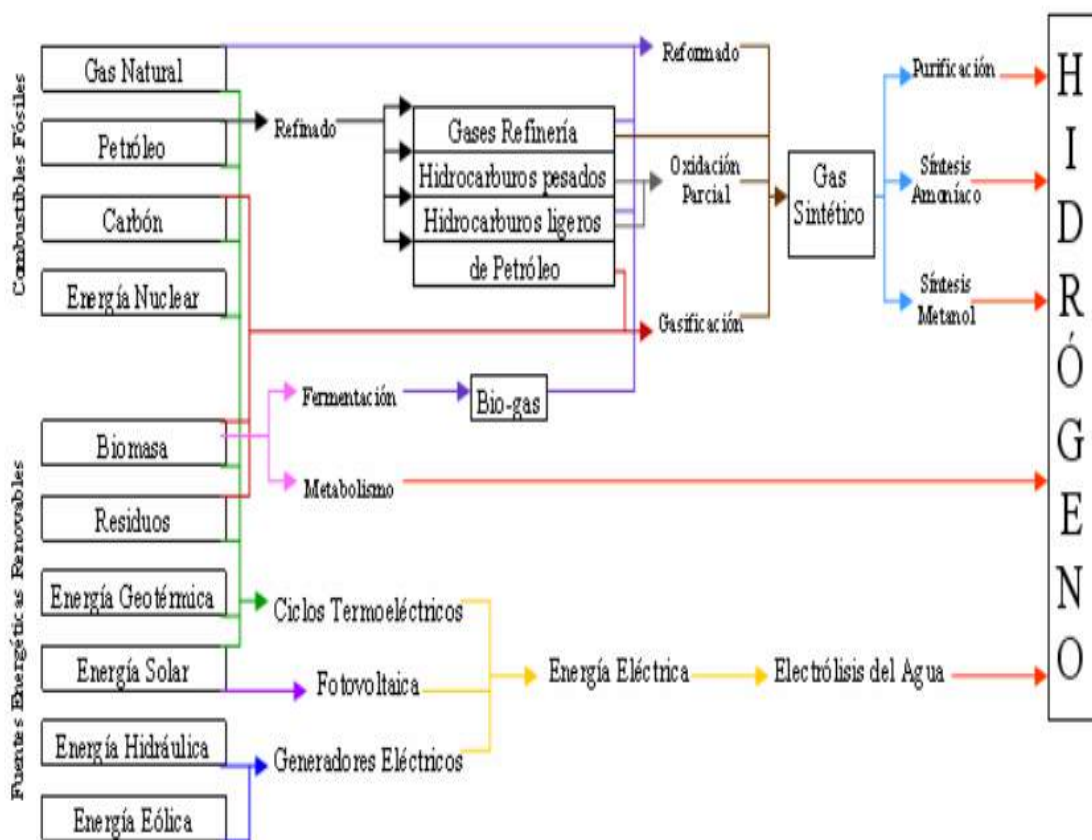 Combustibles Fósiles
Gas Natural
Petróleo
Carbón
Energía Nuclear
Fuentes Energéticas Renovables
Biomasa
Residuos
Energía Geotérmica
Energía Solar
Energía Hidráulica
Energía Eólica
Refinado
Gases Refinería
Hidrocarburos pesados
Hidrocarburos ligeros
de Petróleo
Fermentación
Bio-gas
Metabolismo
Ciclos Termoeléctricos
Fotovoltaica
Generadores Eléctricos
Reformado
Oxidación
Parcial
Gasificación
Gas
Sintético
Purificación
Síntesis
Amoníaco
Síntesis
Metanol
Energía Eléctrica
Electrólisis del Agua
HIDRÓGENO